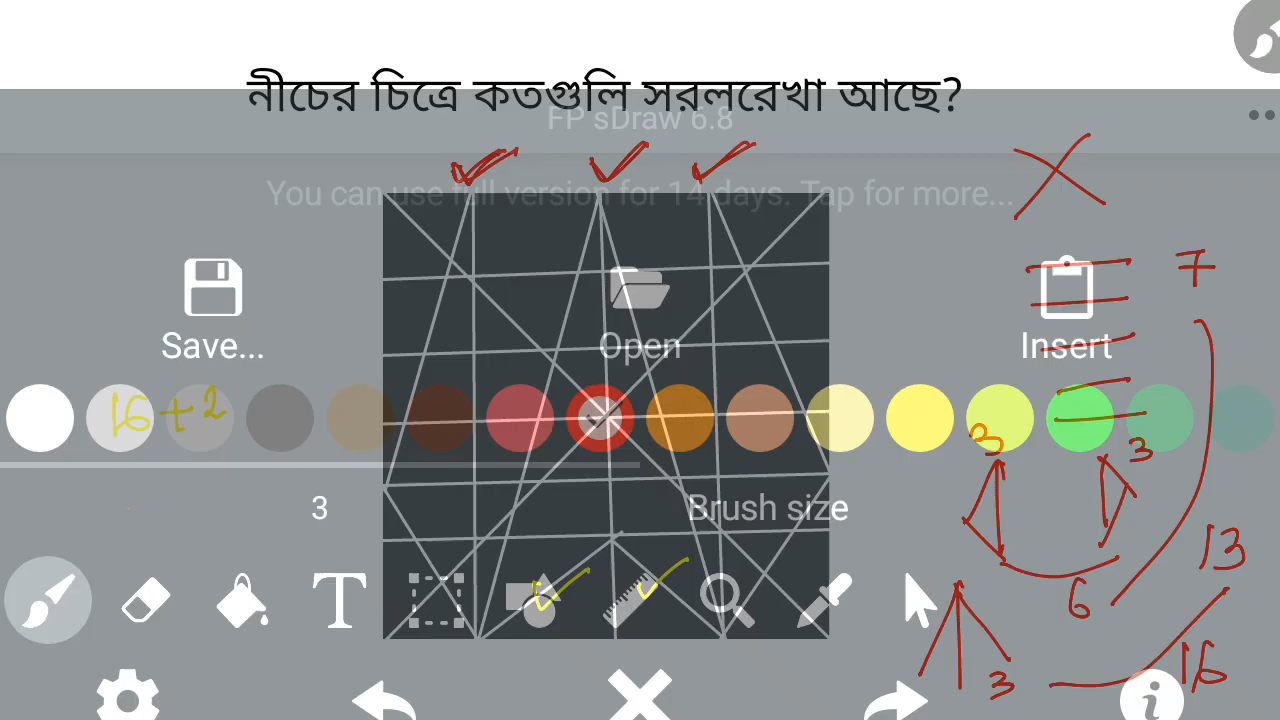 নীচের চিত্রে কতগুলি সরলরেখা আছে?
FP sDraw 6.8
You can use full version for 14 days. Tap for more...
7
Save...
Open
Insert
16+2
3
3
3
Brush size
13
6
T
3
16